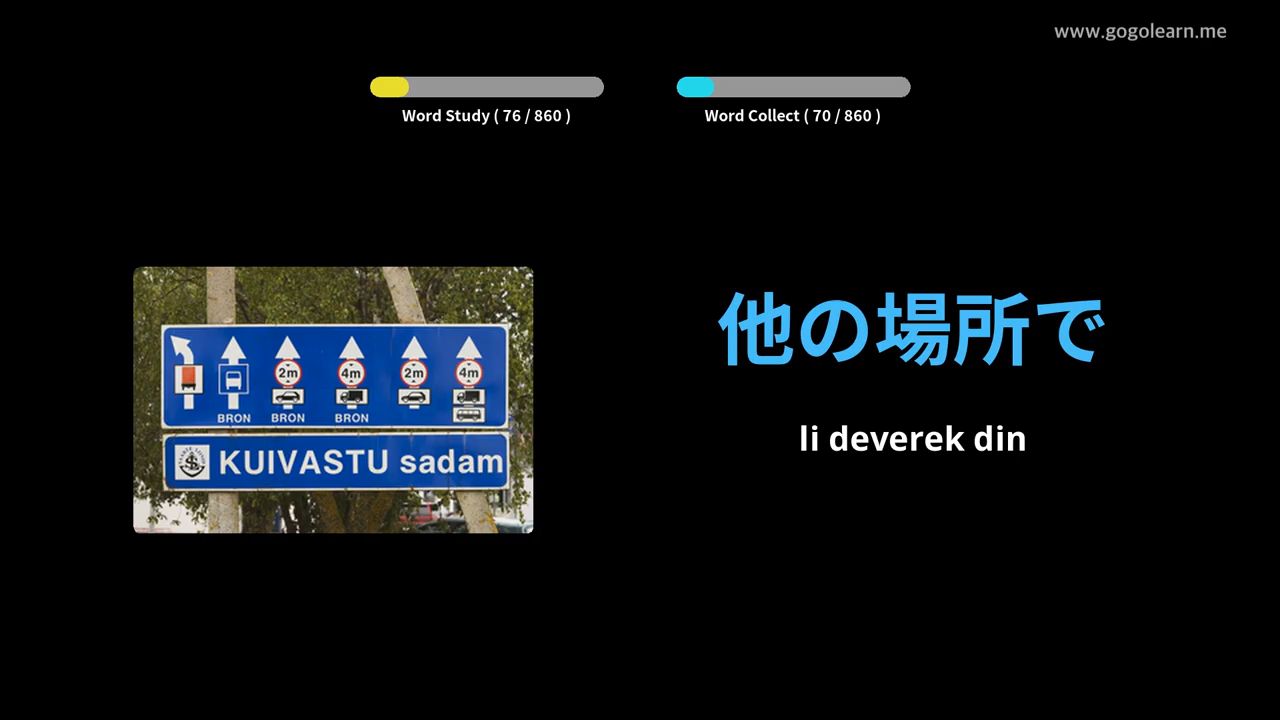 www.gogolearn.me
Word Study ( 76 / 860 )
Word Collect ( 70 / 860 )
2m 4m 2m 4m
BRON BRON BRON
KUIVASTU sadam
他の場所で
li deverek din